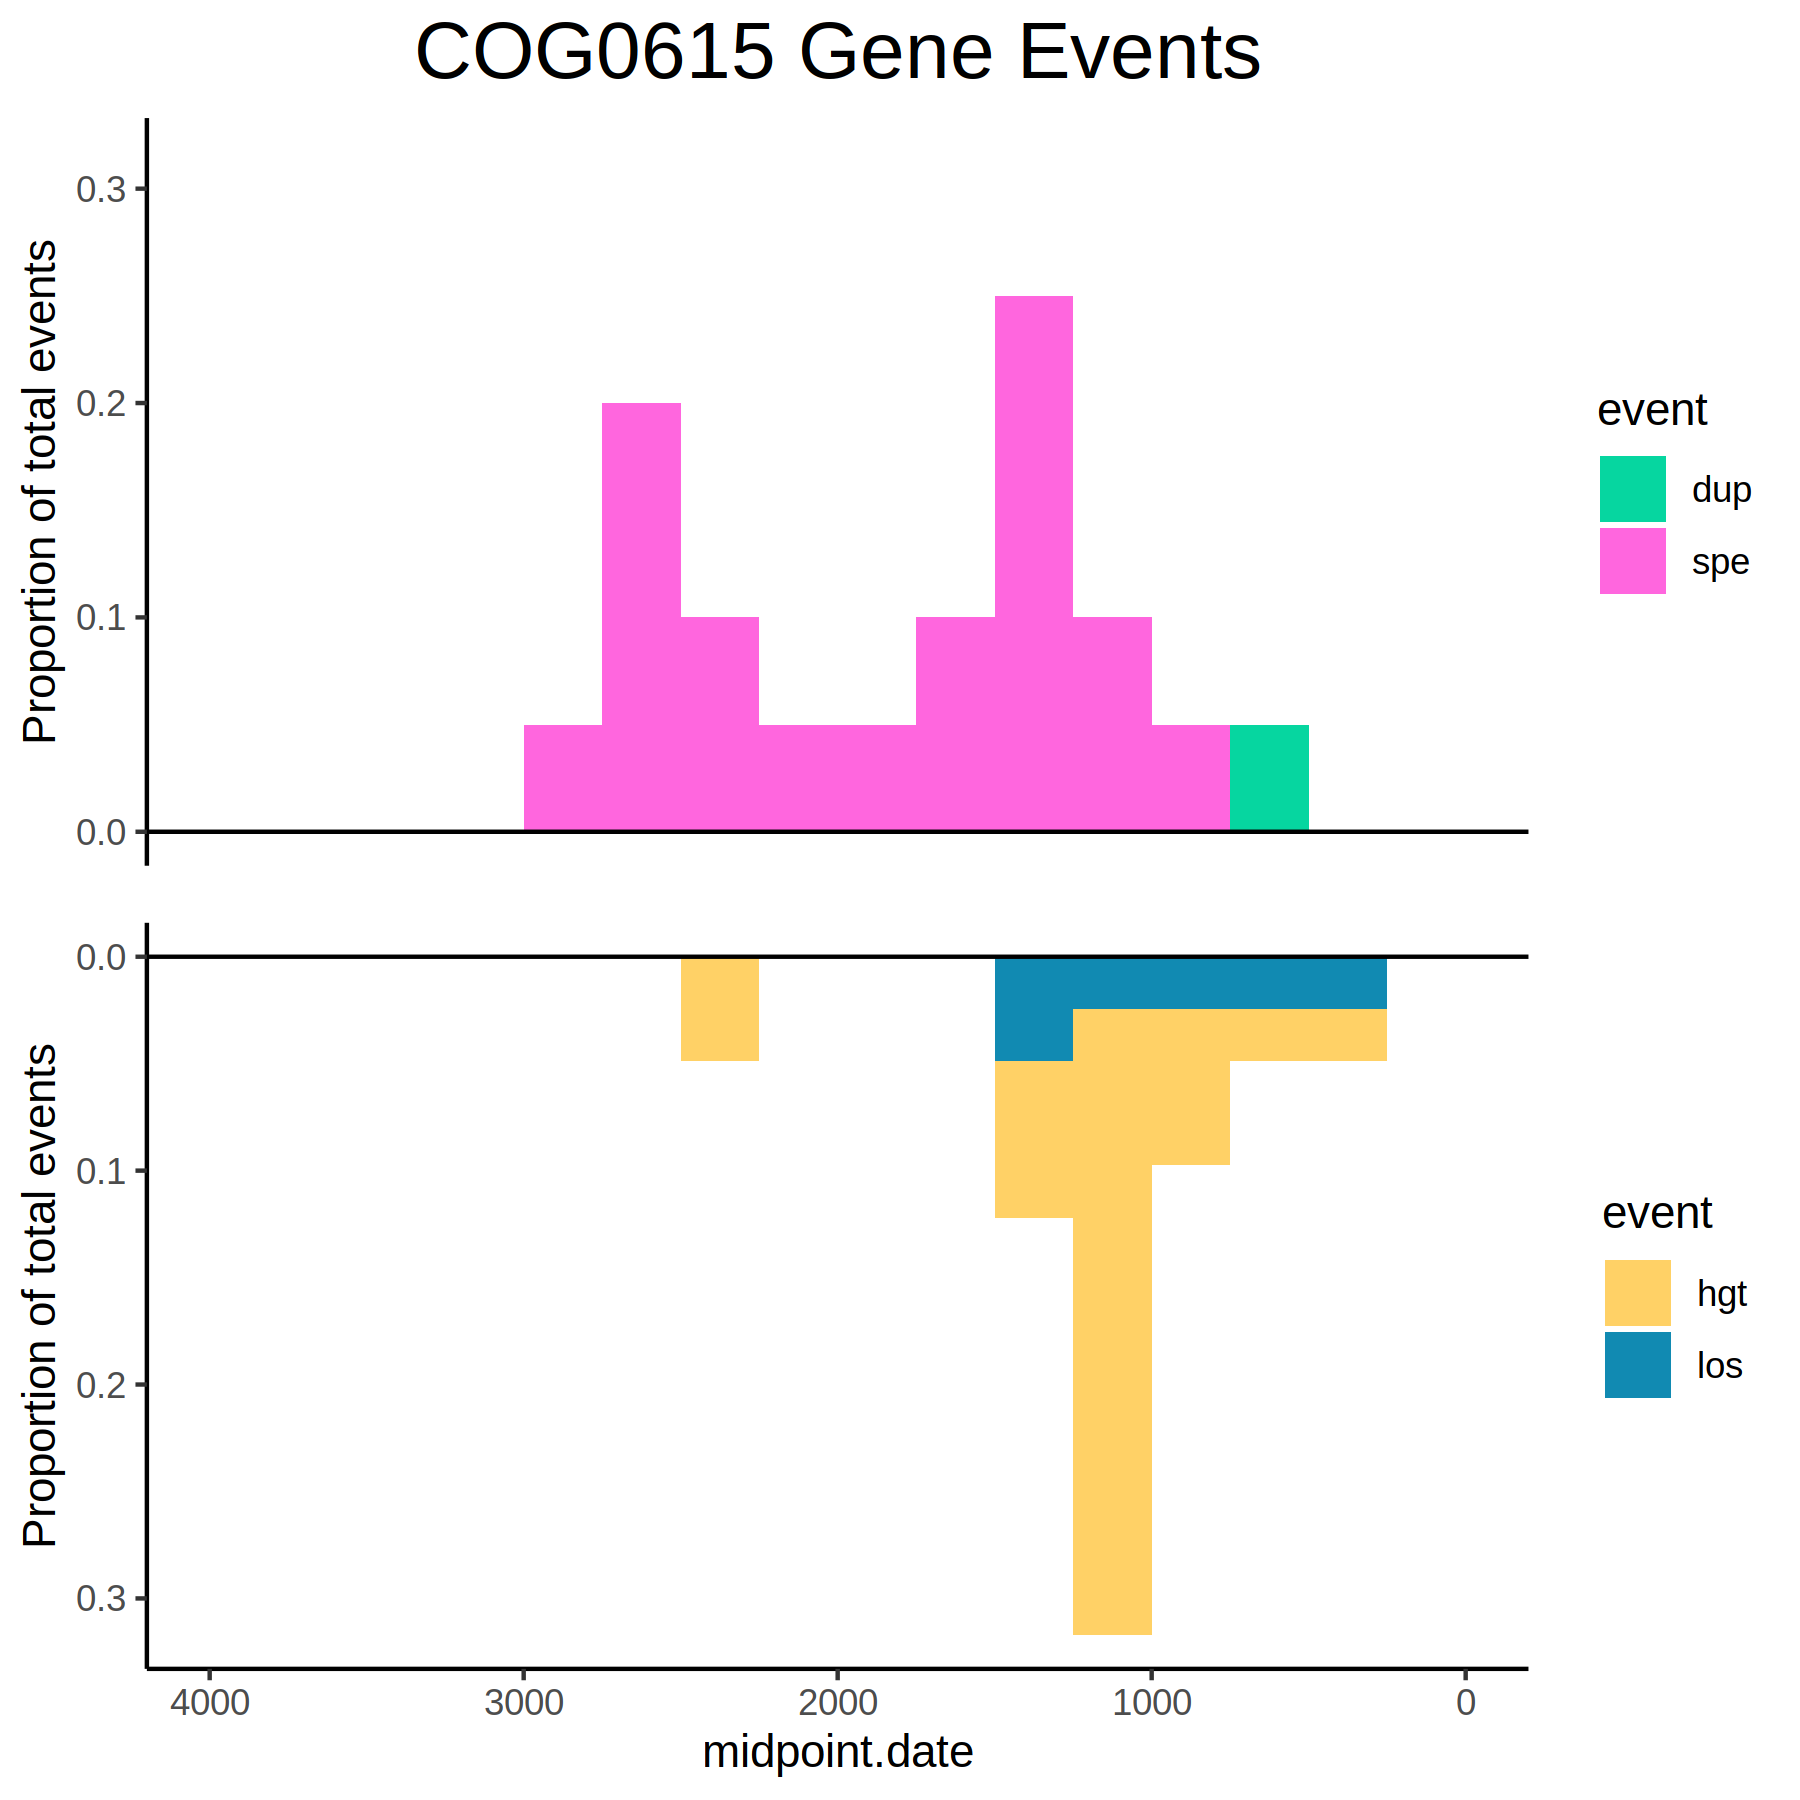 COG0615 Gene Events
Proportion of total events
0.3
0.2
0.1
0.0
event
dup
spe
Proportion of total events
0.0
0.1
0.2
0.3
event
hgt
los
4000 3000 2000 1000 0
midpoint.date